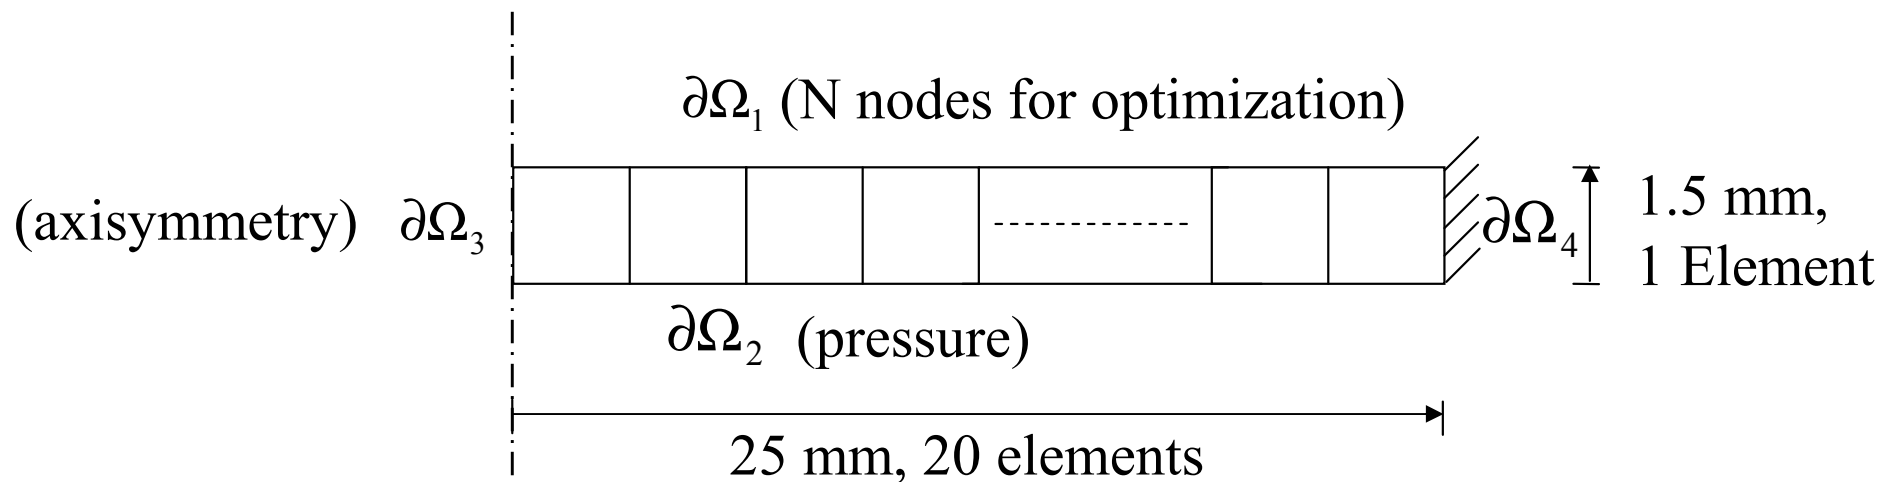 ∂Ω₁ (N nodes for optimization)
(axisymmetry) ∂Ω₃
∂Ω₄
1.5 mm,
1 Element
∂Ω₂ (pressure)
25 mm, 20 elements